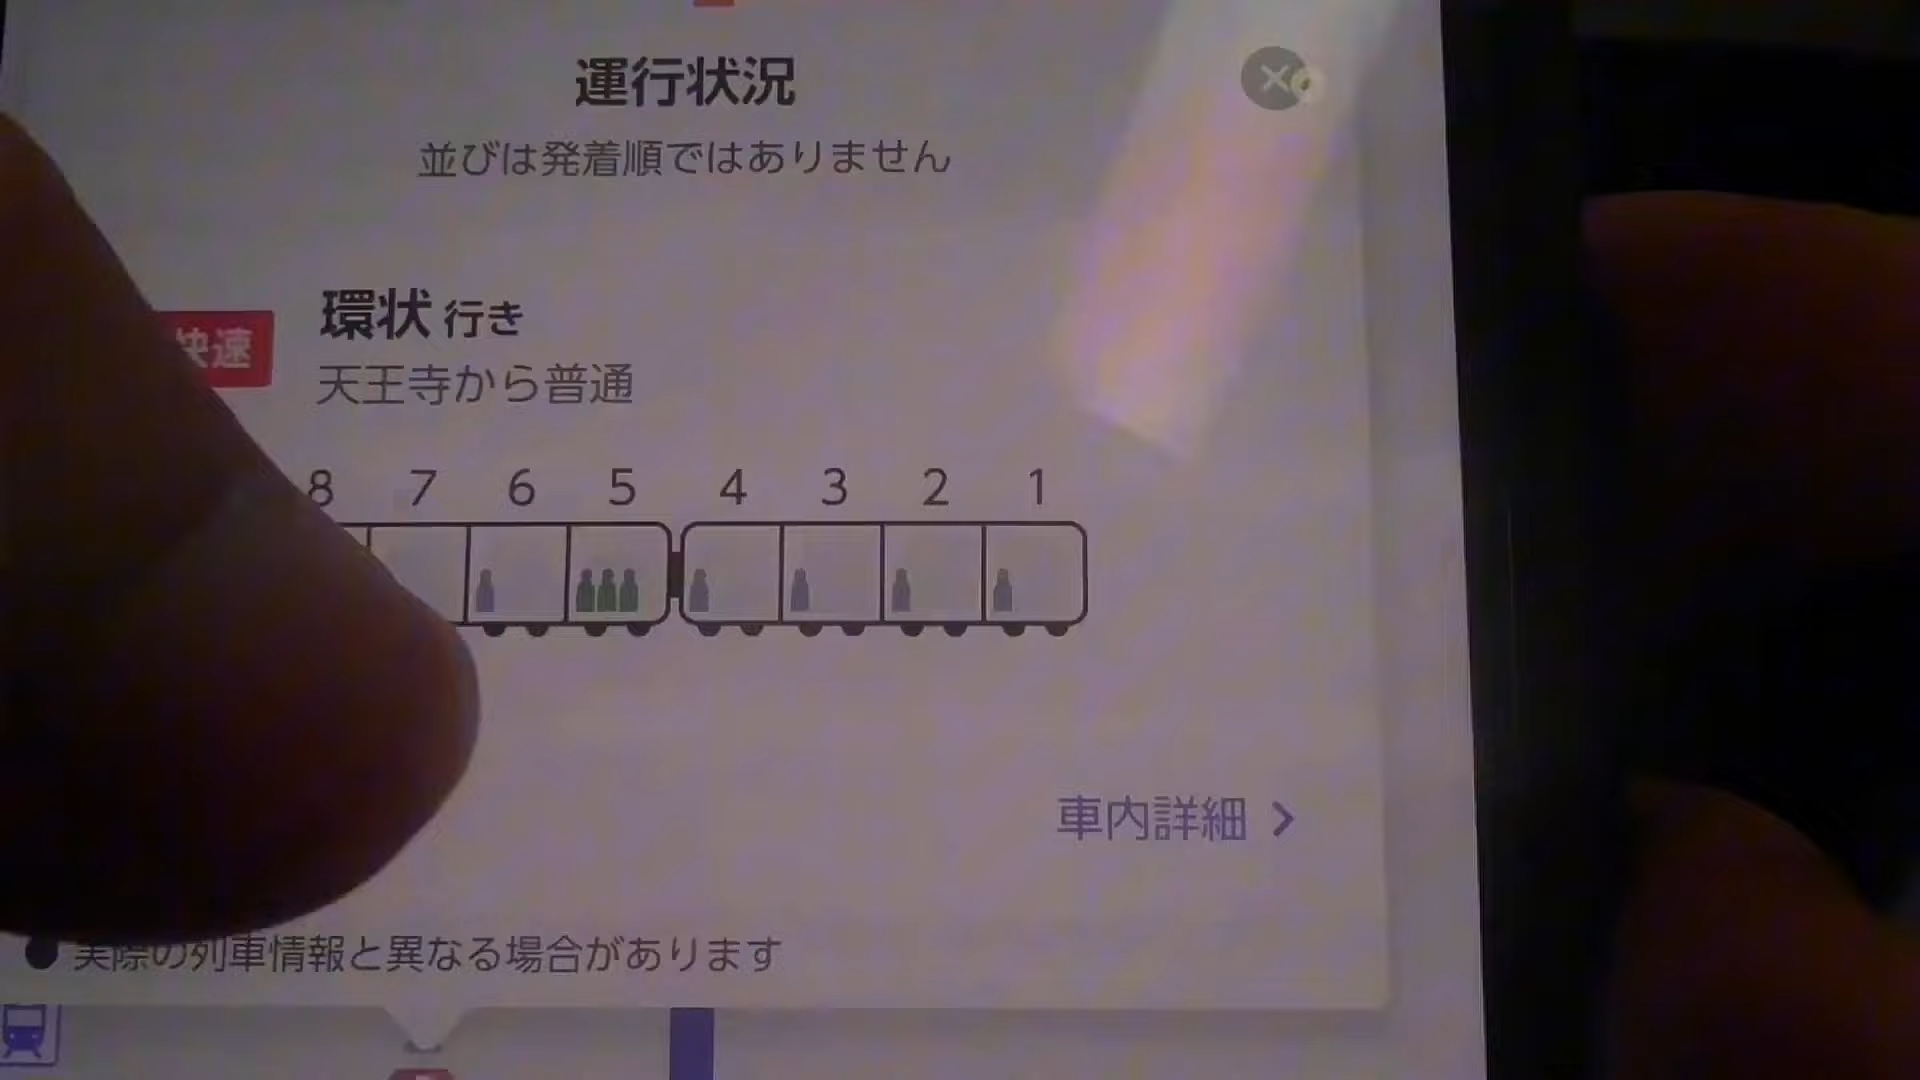 運行状況
並びは発着順ではありません
快速
環状 行き
天王寺から普通
8 7 6 5 4 3 2 1
車内詳細 >
● 実際の列車情報と異なる場合があります